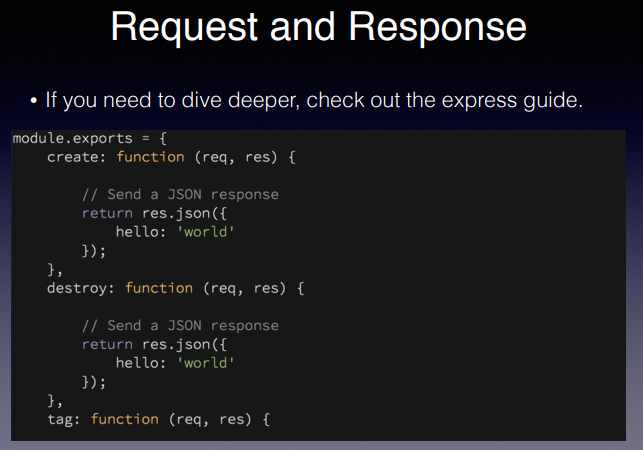 Request and Response
• If you need to dive deeper, check out the express guide.
module.exports = {
    create: function (req, res) {
        // Send a JSON response
        return res.json({
            hello: 'world'
        });
    },
    destroy: function (req, res) {
        // Send a JSON response
        return res.json({
            hello: 'world'
        });
    },
    tag: function (req, res) {